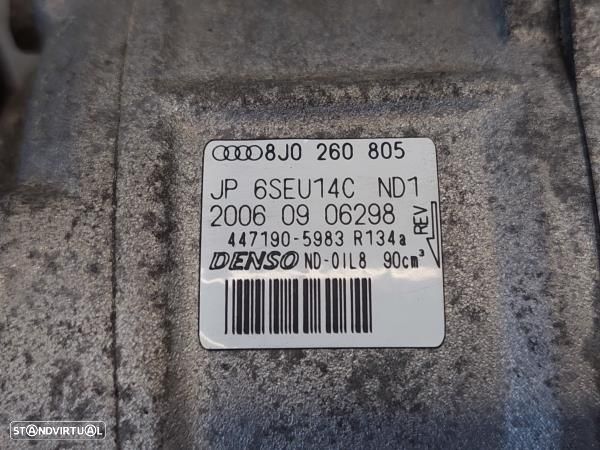 8J0 260 805
JP 6SEU14C ND1
2006 09 06298
REV
447190-5983 R134a
DENSO ND-OIL8 90cm³
STANDVIRTUAL